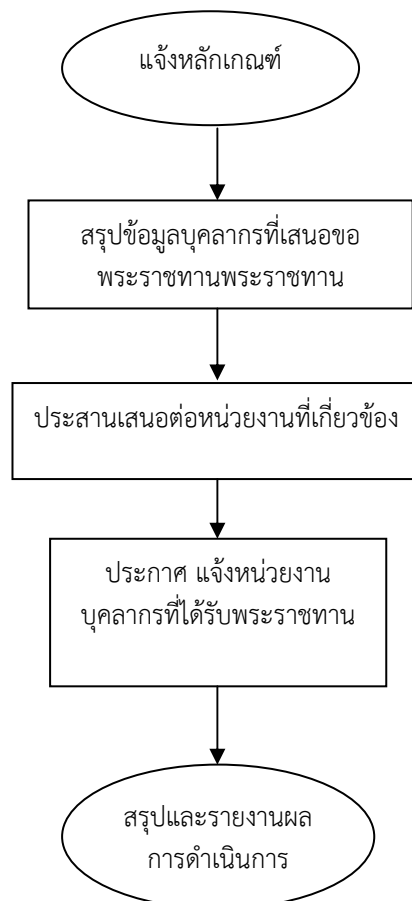 แจ้งหลักเกณฑ์
สรุปข้อมูลบุคลากรที่เสนอขอ
พระราชทานพระราชทาน
ประสานเสนอต่อหน่วยงานที่เกี่ยวข้อง
ประกาศ แจ้งหน่วยงาน
บุคลากรที่ได้รับพระราชทาน
สรุปและรายงานผล
การดำเนินการ